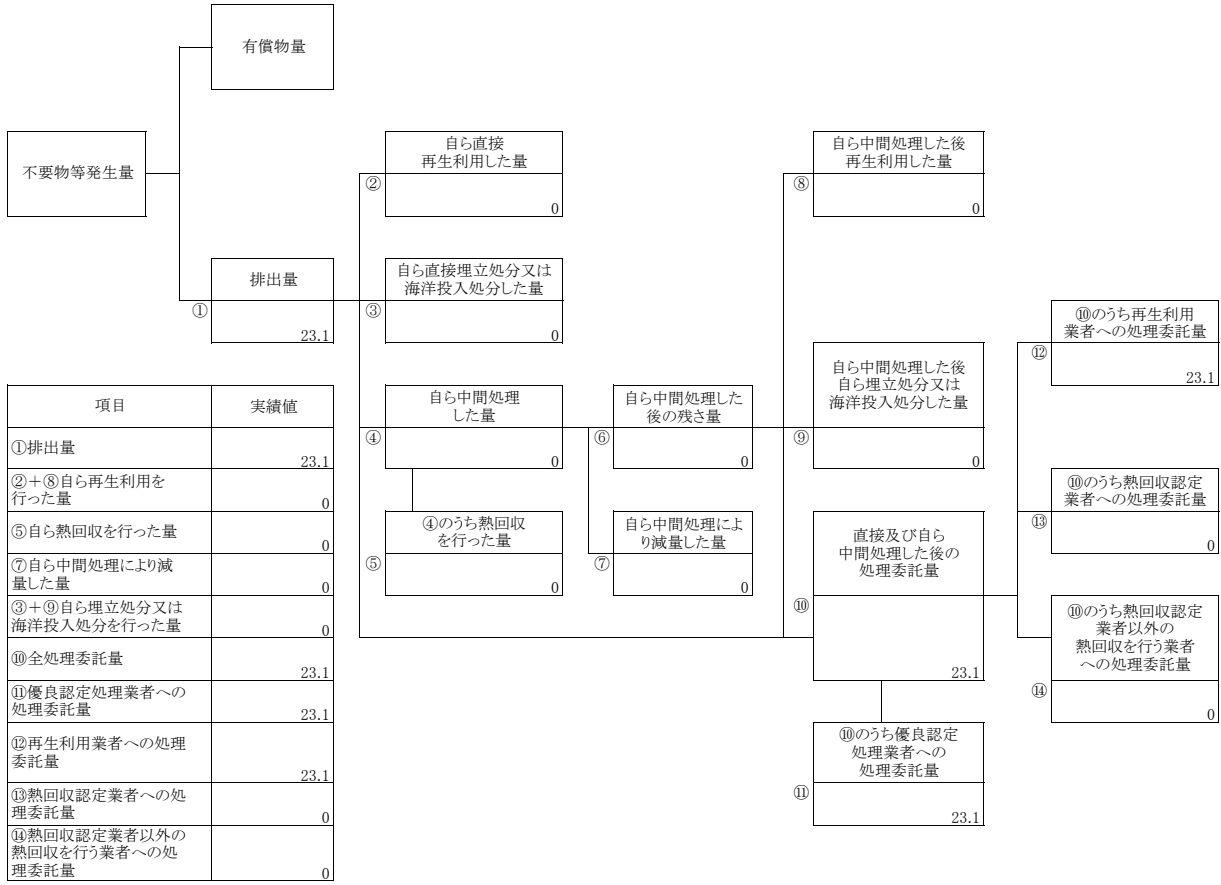 有償物量
不要物等発生量
自ら直接
再生利用した量
②
0
自ら中間処理した後
再生利用した量
⑧
0
排出量
①
23.1
自ら直接埋立処分又は
海洋投入処分した量
③
0
⑩のうち再生利用
業者への処理委託量
⑫
23.1
自ら中間処理した後
自ら埋立処分又は
海洋投入処分した量
⑨
0
自ら中間処理
した量
④
0
自ら中間処理した
後の残さ量
⑥
0
⑩のうち熱回収認定
業者への処理委託量
⑬
0
④のうち熱回収
を行った量
⑤
0
自ら中間処理によ
り減量した量
⑦
0
直接及び自ら
中間処理した後の
処理委託量
⑩
23.1
⑩のうち熱回収認定
業者以外の
熱回収を行う業者
への処理委託量
⑭
0
⑩のうち優良認定
処理業者への
処理委託量
⑪
23.1
項目 実績値
①排出量
23.1
②＋⑧自ら再生利用を
行った量
0
⑤自ら熱回収を行った量
0
⑦自ら中間処理により減
量した量
0
③＋⑨自ら埋立処分又は
海洋投入処分を行った量
0
⑩全処理委託量
23.1
⑪優良認定処理業者への
処理委託量
23.1
⑫再生利用業者への処理
委託量
23.1
⑬熱回収認定業者への処
理委託量
0
⑭熱回収認定業者以外の
熱回収を行う業者への処
理委託量
0